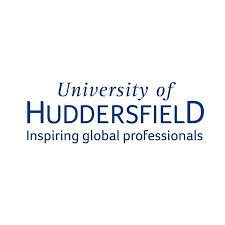 University of
HUDDERSFIELD
Inspiring global professionals